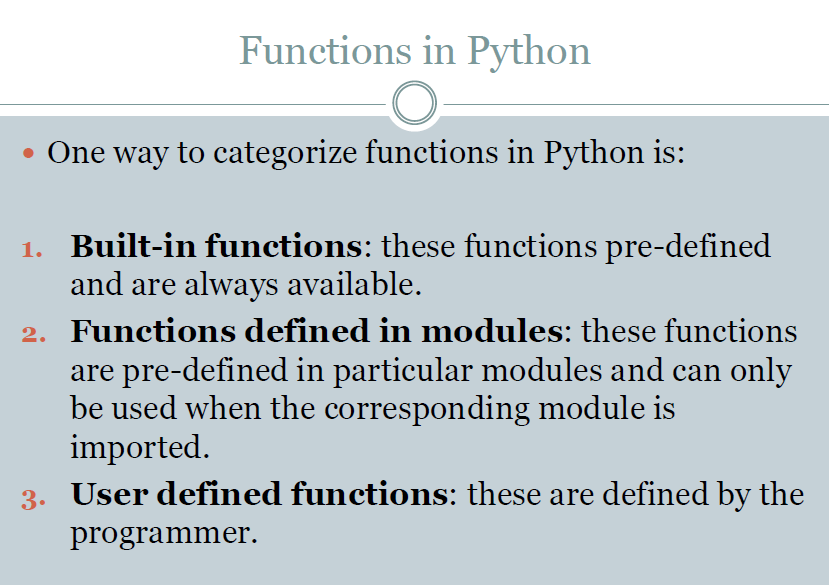 Functions in Python
• One way to categorize functions in Python is:
1. Built-in functions: these functions pre-defined
and are always available.
2. Functions defined in modules: these functions
are pre-defined in particular modules and can only
be used when the corresponding module is
imported.
3. User defined functions: these are defined by the
programmer.